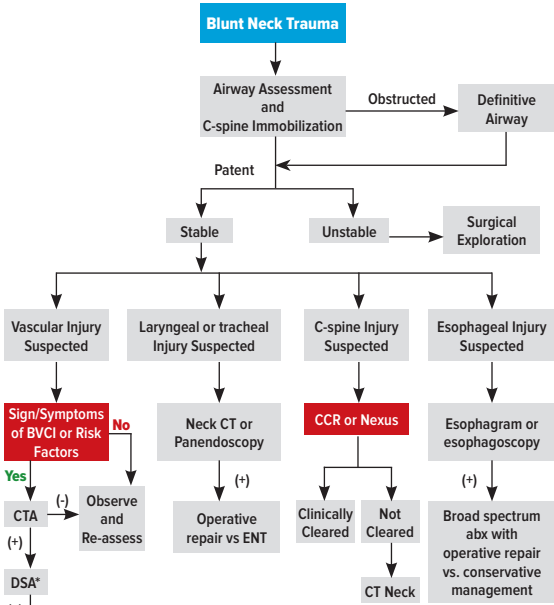 Blunt Neck Trauma
Airway Assessment
and
C-spine Immobilization
Obstructed
Definitive
Airway
Patent
Stable
Unstable
Surgical
Exploration
Vascular Injury
Suspected
Laryngeal or tracheal
Injury Suspected
C-spine Injury
Suspected
Esophageal Injury
Suspected
Sign/Symptoms
of BVCI or Risk
Factors
No
Neck CT or
Panendoscopy
CCR or Nexus
Esophagram or
esophagoscopy
Yes
(-)
CTA
Observe
and
Re-assess
(+)
Operative
repair vs ENT
Clinically
Cleared
Not
Cleared
(+)
Broad spectrum
abx with
operative repair
vs. conservative
management
(+)
DSA*
CT Neck